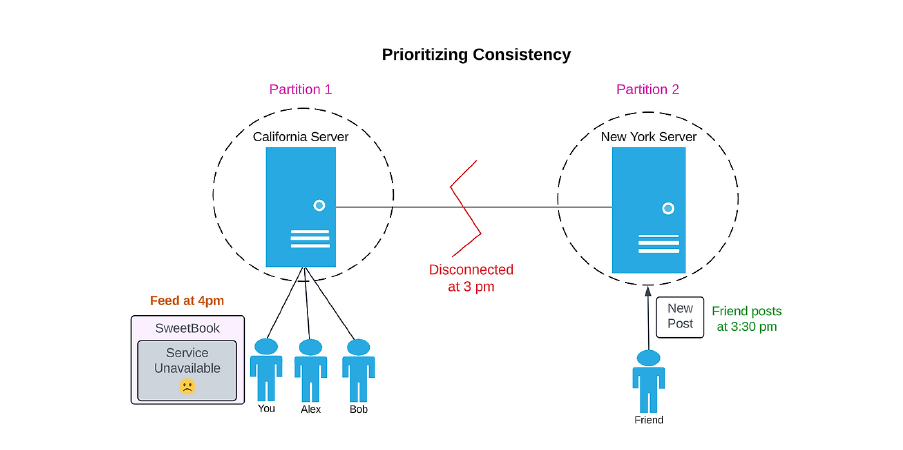 Prioritizing Consistency
Partition 1
Partition 2
California Server
New York Server
Disconnected
at 3 pm
Feed at 4pm
SweetBook
Service
Unavailable
New
Post
Friend posts
at 3:30 pm
You
Alex
Bob
Friend